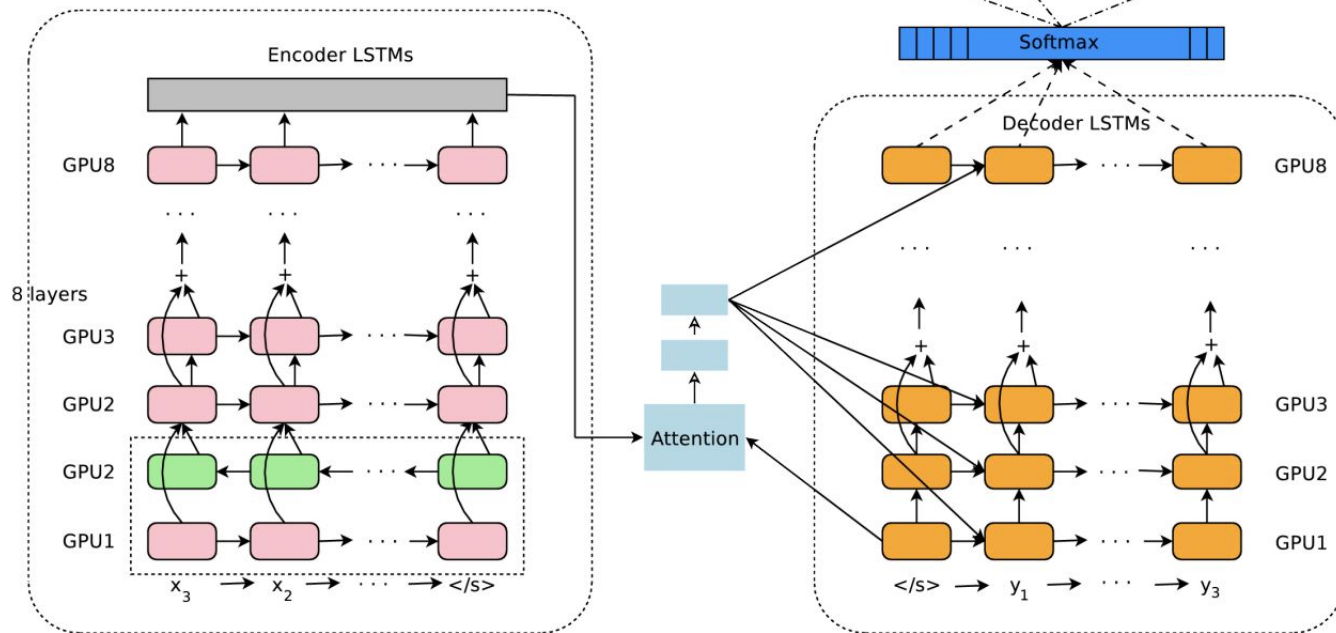 Encoder LSTMs
GPU8
. . .
. . .
. . .
. . .
+
+
+
8 layers
GPU3
. . .
GPU2
. . .
GPU2
. . .
GPU1
. . .
x3
x2
. . .
</s>
Attention
Softmax
Decoder LSTMs
. . .
GPU8
. . .
. . .
. . .
+
+
+
. . .
GPU3
. . .
GPU2
. . .
GPU1
</s>
y1
. . .
y3